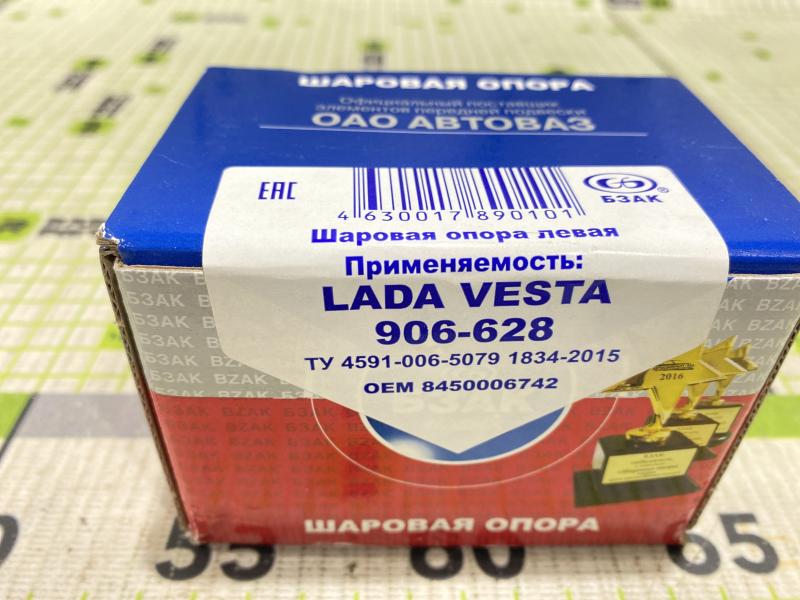 ШАРОВАЯ ОПОРА
Официальный поставщик
элементов передней подвески
ОАО АВТОВАЗ
EAC
4 630017 890101
БЗАК®
Шаровая опора левая
Применяемость:
LADA VESTA
906-628
ТУ 4591-006-5079 1834-2015
OEM 8450006742
БЗАК BZAK
2016
БЗАК
ШАРОВАЯ ОПОРА
55
60
65